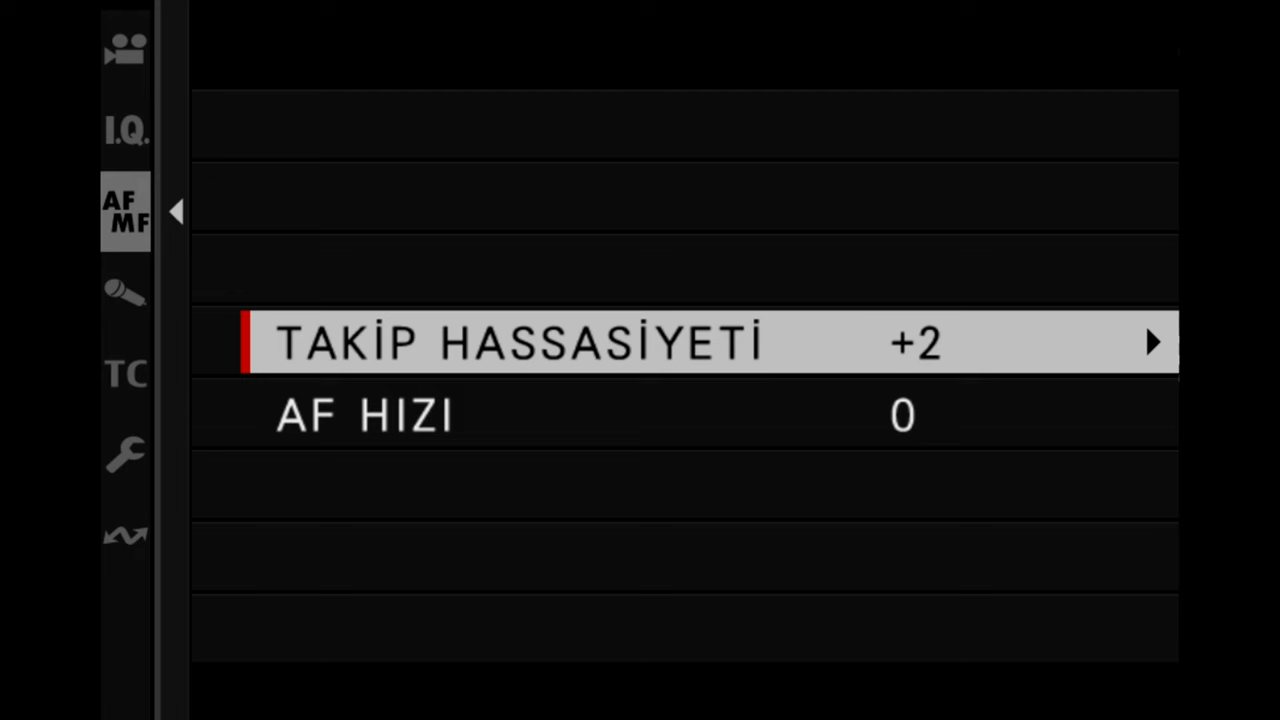 I.Q.
AF
MF
TAKİP HASSASİYETİ +2
TC
AF HIZI 0